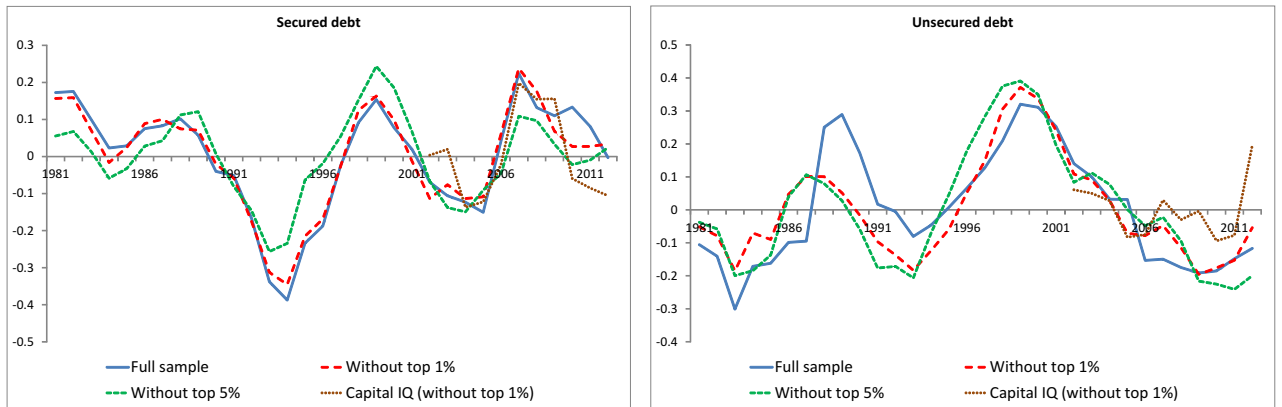 Secured debt
0.3
0.2
0.1
0
-0.1
-0.2
-0.3
-0.4
-0.5
1981 1986 1991 1996 2001 2006 2011
Full sample Without top 1%
Without top 5% Capital IQ (without top 1%)
Unsecured debt
0.5
0.4
0.3
0.2
0.1
0
-0.1
-0.2
-0.3
-0.4
1981 1986 1991 1996 2001 2006 2011
Full sample Without top 1%
Without top 5% Capital IQ (without top 1%)